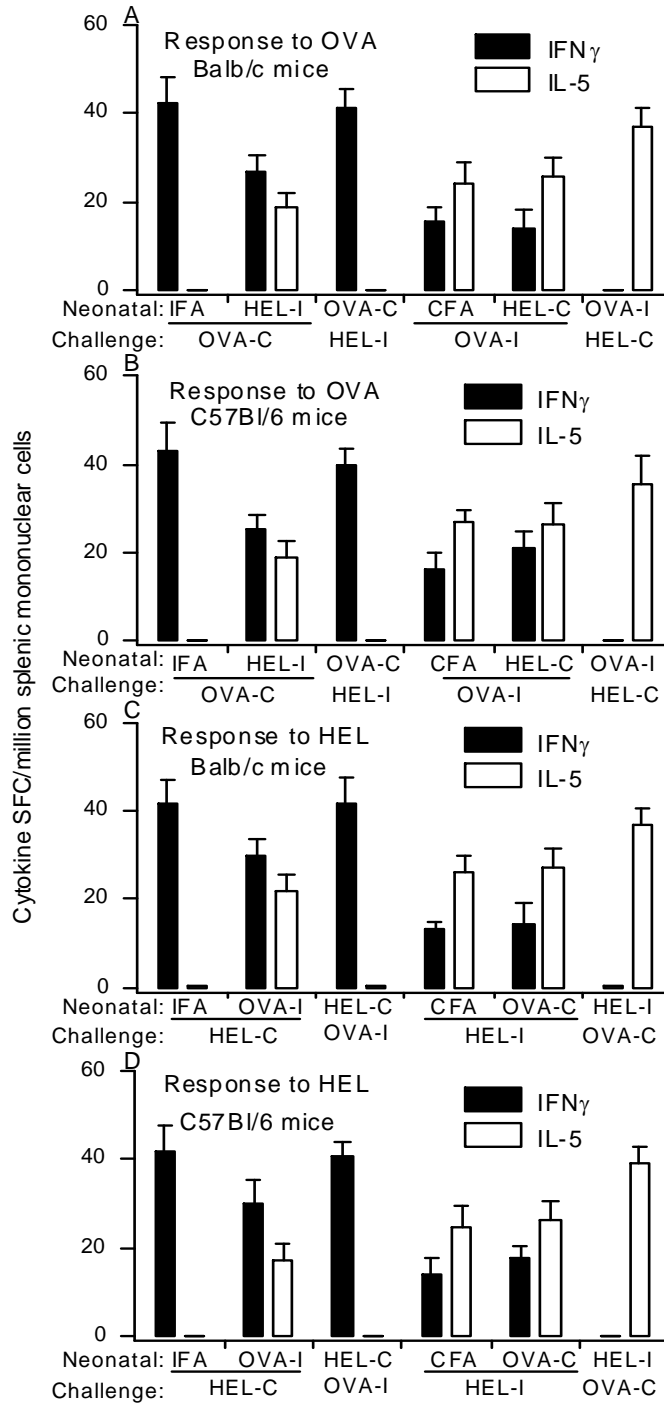 A
60
Response to OVA
Balb/c mice
IFNγ
IL-5
40
20
0
Neonatal: IFA HEL-I OVA-C CFA HEL-C OVA-I
Challenge: OVA-C HEL-I OVA-I HEL-C
B
60
Response to OVA
C57Bl/6 mice
IFNγ
IL-5
40
20
0
Neonatal: IFA HEL-I OVA-C CFA HEL-C OVA-I
Challenge: OVA-C HEL-I OVA-I HEL-C
Cytokine SFC/million splenic mononuclear cells
C
60
Response to HEL
Balb/c mice
IFNγ
IL-5
40
20
0
Neonatal: IFA OVA-I HEL-C CFA OVA-C HEL-I
Challenge: HEL-C OVA-I HEL-I OVA-C
D
60
Response to HEL
C57Bl/6 mice
IFNγ
IL-5
40
20
0
Neonatal: IFA OVA-I HEL-C CFA OVA-C HEL-I
Challenge: HEL-C OVA-I HEL-I OVA-C